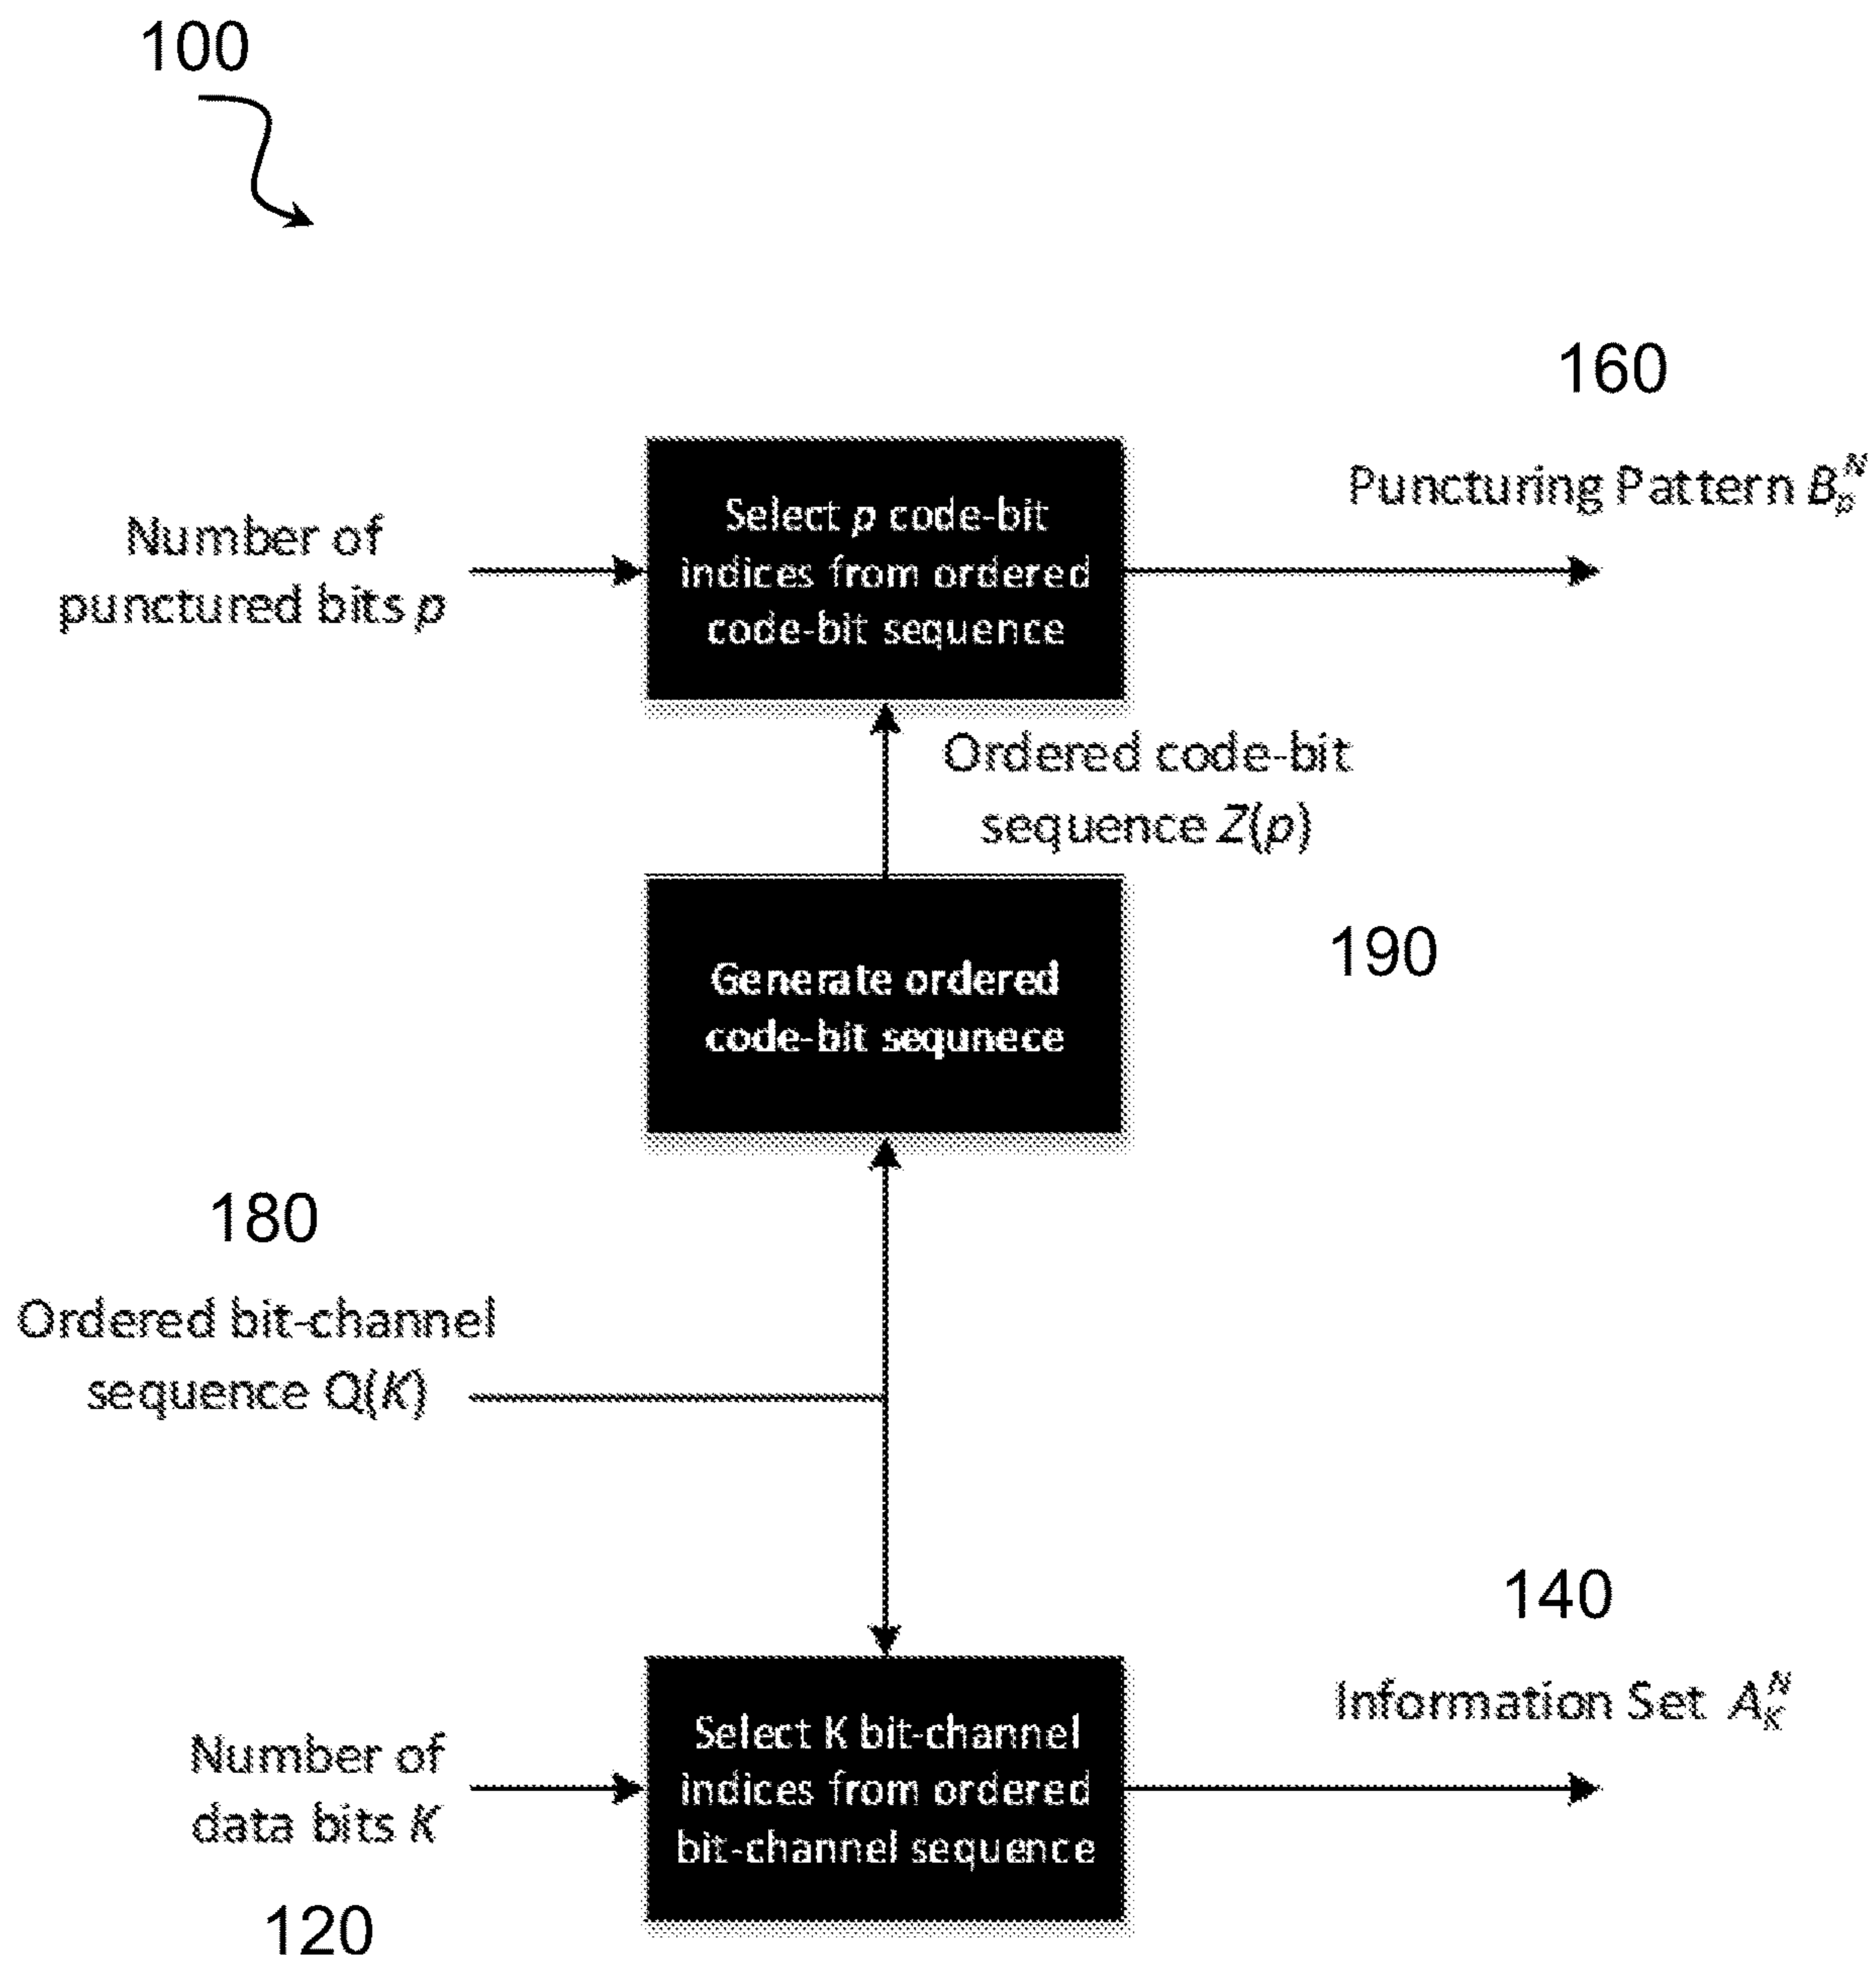 100
160
Puncturing Pattern B_p^N
Number of
punctured bits p
Select p code-bit
indices from ordered
code-bit sequence
Ordered code-bit
sequence Z(p)
190
Generate ordered
code-bit sequnece
180
Ordered bit-channel
sequence Q(K)
140
Information Set A_K^N
Number of
data bits K
Select K bit-channel
indices from ordered
bit-channel sequence
120